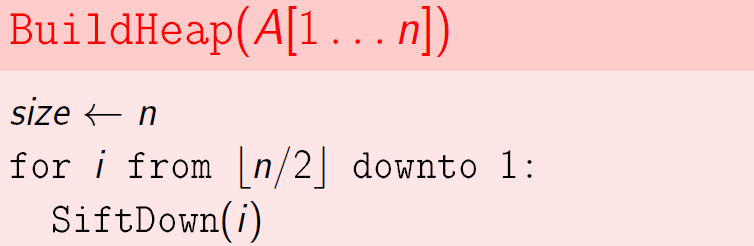 BuildHeap(A[1 . . . n])
size ← n
for i from ⌊n/2⌋ downto 1:
SiftDown(i)